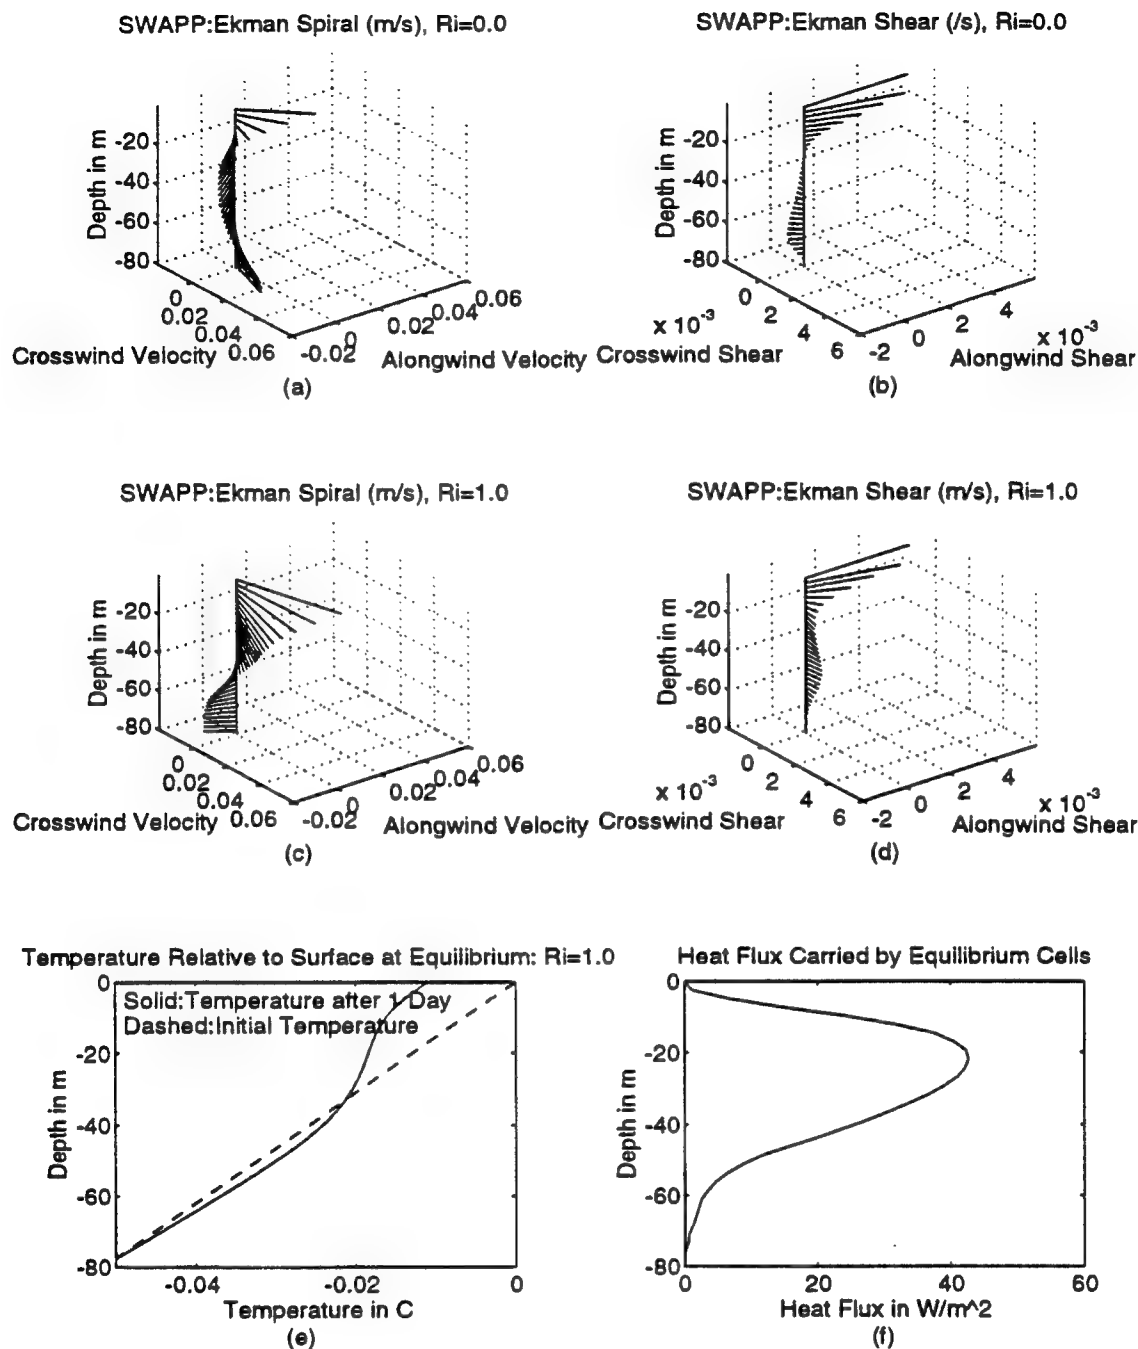 SWAPP:Ekman Spiral (m/s), Ri=0.0
SWAPP:Ekman Shear (/s), Ri=0.0
Depth in m
-20
-40
-60
-80
0
0.02
0.04
0.06
Crosswind Velocity
-0.02
0
0.02
0.04
0.06
Alongwind Velocity
(a)
Depth in m
-20
-40
-60
-80
0
2
4
6
x 10^-3
Crosswind Shear
-2
0
2
4
x 10^-3
Alongwind Shear
(b)
SWAPP:Ekman Spiral (m/s), Ri=1.0
SWAPP:Ekman Shear (m/s), Ri=1.0
Depth in m
-20
-40
-60
-80
0
0.02
0.04
0.06
Crosswind Velocity
-0.02
0
0.02
0.04
0.06
Alongwind Velocity
(c)
Depth in m
-20
-40
-60
-80
0
2
4
6
x 10^-3
Crosswind Shear
-2
0
2
4
x 10^-3
Alongwind Shear
(d)
Temperature Relative to Surface at Equilibrium: Ri=1.0
Solid:Temperature after 1 Day
Dashed:Initial Temperature
Depth in m
0
-20
-40
-60
-80
-0.04
-0.02
0
Temperature in C
(e)
Heat Flux Carried by Equilibrium Cells
Depth in m
0
-20
-40
-60
-80
0
20
40
60
Heat Flux in W/m^2
(f)